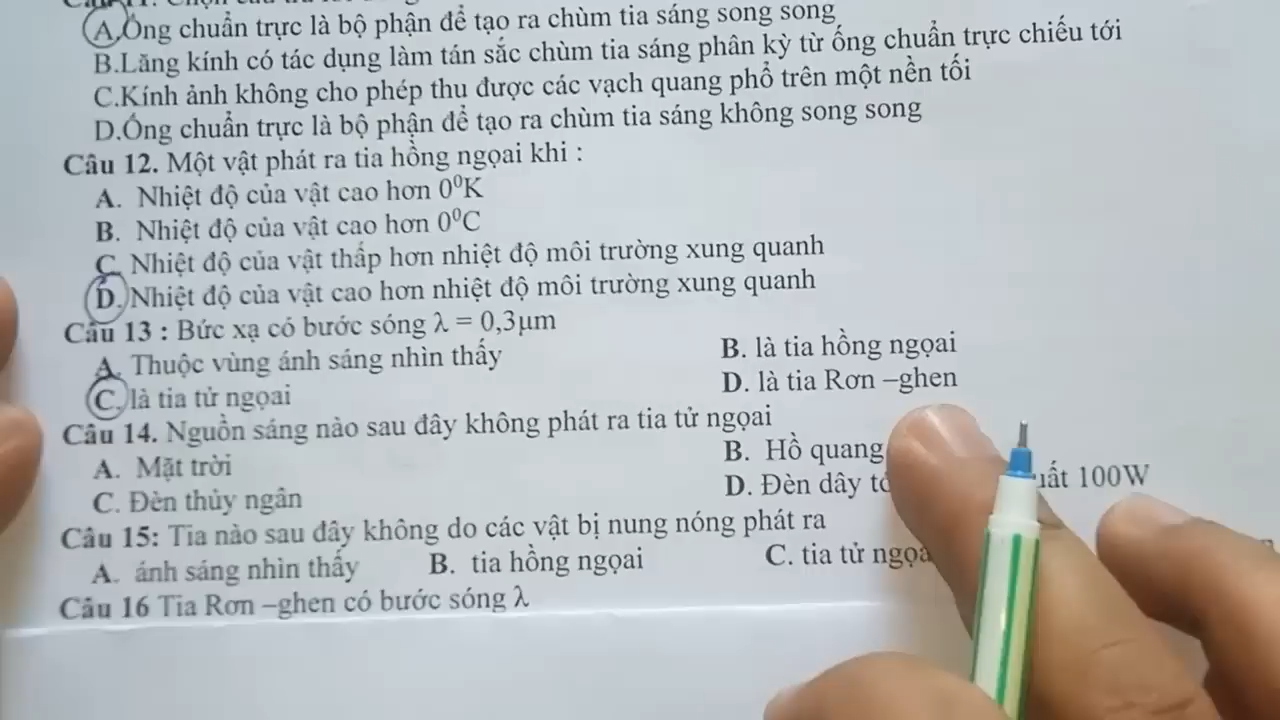 A.Ống chuẩn trực là bộ phận để tạo ra chùm tia sáng song song
B.Lăng kính có tác dụng làm tán sắc chùm tia sáng phân kỳ từ ống chuẩn trực chiếu tới
C.Kính ảnh không cho phép thu được các vạch quang phổ trên một nền tối
D.Ống chuẩn trực là bộ phận để tạo ra chùm tia sáng không song song
Câu 12. Một vật phát ra tia hồng ngọai khi :
A. Nhiệt độ của vật cao hơn 0⁰K
B. Nhiệt độ của vật cao hơn 0⁰C
C. Nhiệt độ của vật thấp hơn nhiệt độ môi trường xung quanh
D. Nhiệt độ của vật cao hơn nhiệt độ môi trường xung quanh
Câu 13 : Bức xạ có bước sóng λ = 0,3μm
A. Thuộc vùng ánh sáng nhìn thấy B. là tia hồng ngọai
C. là tia tử ngọai D. là tia Rơn –ghen
Câu 14. Nguồn sáng nào sau đây không phát ra tia tử ngọai
A. Mặt trời B. Hồ quang
C. Đèn thủy ngân D. Đèn dây 100W
Câu 15: Tia nào sau đây không do các vật bị nung nóng phát ra
A. ánh sáng nhìn thấy B. tia hồng ngọai C. tia tử
Câu 16 Tia Rơn –ghen có bước sóng λ